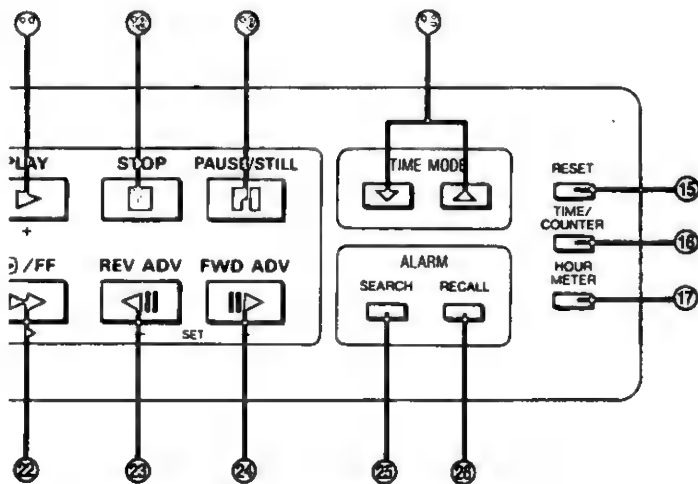 PLAY STOP PAUSE/STILL TIME MODE
RESET
15
+
TIME/
COUNTER
16
/FF REV ADV FWD ADV ALARM
HOUR
METER
17
SEARCH RECALL
- SET -
22 23 24 25 26